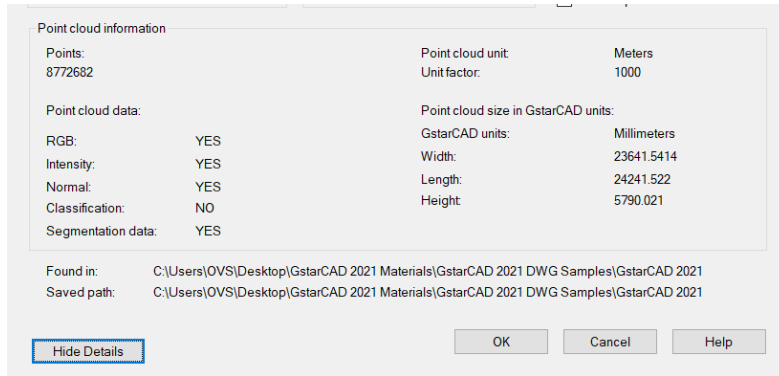 Point cloud information
Points:
8772682
Point cloud unit:
Meters
Unit factor:
1000
Point cloud data:
RGB:
YES
Intensity:
YES
Normal:
YES
Classification:
NO
Segmentation data:
YES
Point cloud size in GstarCAD units:
GstarCAD units:
Millimeters
Width:
23641.5414
Length:
24241.522
Height:
5790.021
Found in:
C:\Users\OVS\Desktop\GstarCAD 2021 Materials\GstarCAD 2021 DWG Samples\GstarCAD 2021
Saved path:
C:\Users\OVS\Desktop\GstarCAD 2021 Materials\GstarCAD 2021 DWG Samples\GstarCAD 2021
Hide Details
OK
Cancel
Help